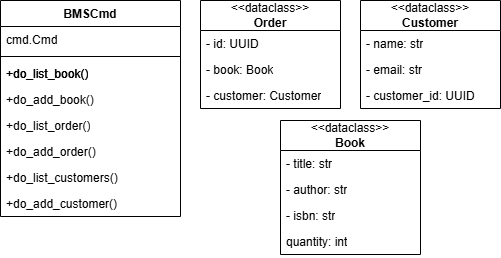 BMSCmd
cmd.Cmd
+do_list_book()
+do_add_book()
+do_list_order()
+do_add_order()
+do_list_customers()
+do_add_customer()
<<dataclass>>
Order
- id: UUID
- book: Book
- customer: Customer
<<dataclass>>
Customer
- name: str
- email: str
- customer_id: UUID
<<dataclass>>
Book
- title: str
- author: str
- isbn: str
quantity: int